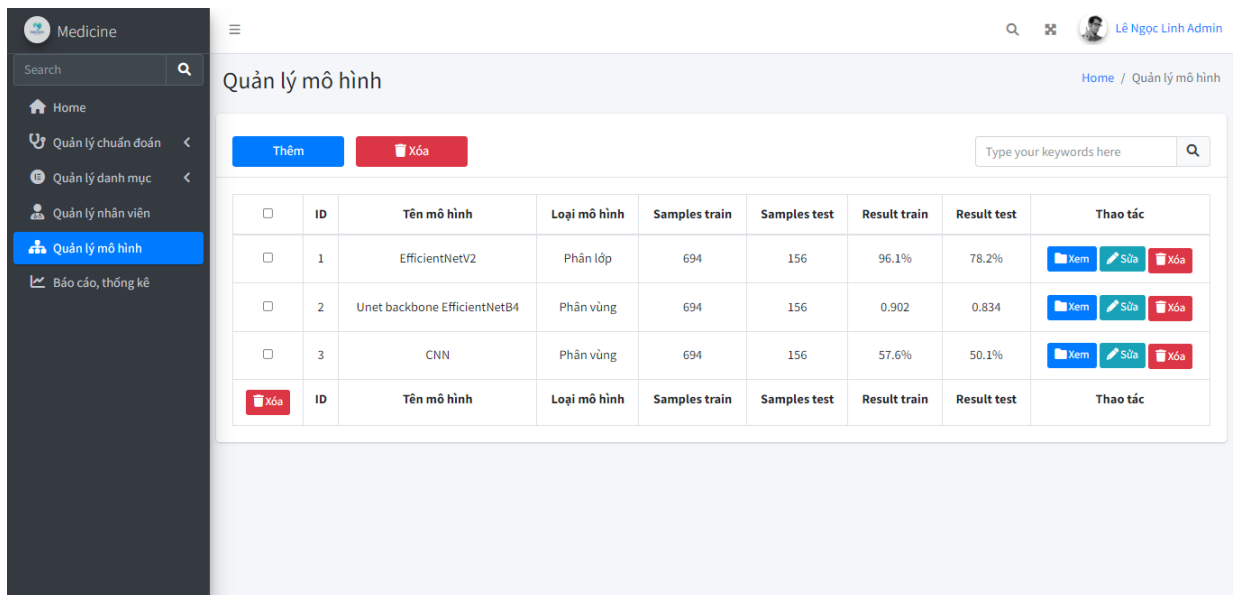 Medicine
Lê Ngọc Linh Admin
Search
Quản lý mô hình
Home / Quản lý mô hình
Home
Quản lý chuẩn đoán
Quản lý danh mục
Quản lý nhân viên
Quản lý mô hình
Báo cáo, thống kê
Thêm Xóa Type your keywords here
ID Tên mô hình Loại mô hình Samples train Samples test Result train Result test Thao tác
1 EfficientNetV2 Phân lớp 694 156 96.1% 78.2% Xem Sửa Xóa
2 Unet backbone EfficientNetB4 Phân vùng 694 156 0.902 0.834 Xem Sửa Xóa
3 CNN Phân vùng 694 156 57.6% 50.1% Xem Sửa Xóa
Xóa ID Tên mô hình Loại mô hình Samples train Samples test Result train Result test Thao tác